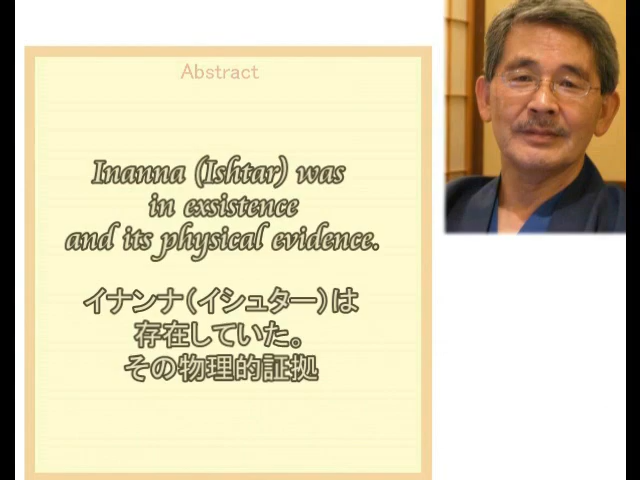 Abstract
Inanna (Ishtar) was
in exsistence
and its physical evidence.
イナンナ（イシュター）は
存在していた。
その物理的証拠